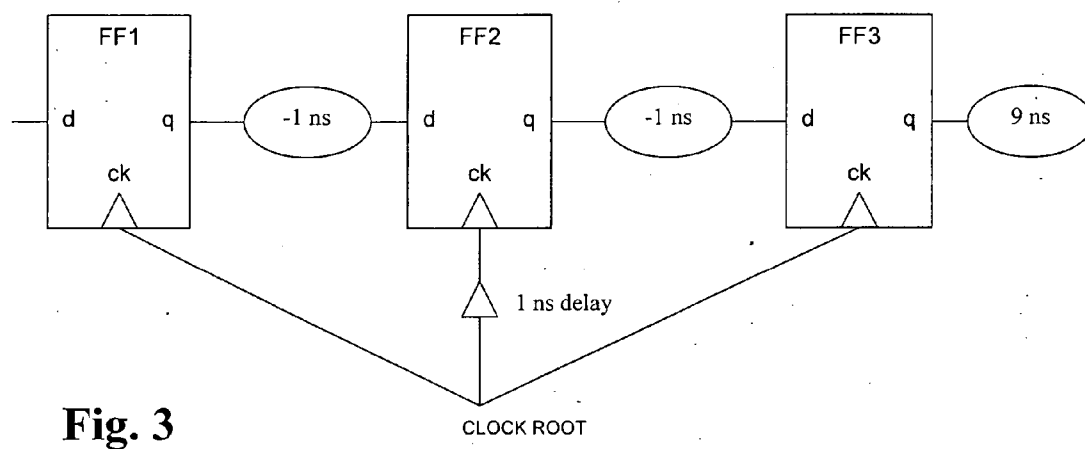 FF1 FF2 FF3
d q -1 ns d q -1 ns d q 9 ns
ck ck ck
1 ns delay
Fig. 3
CLOCK ROOT